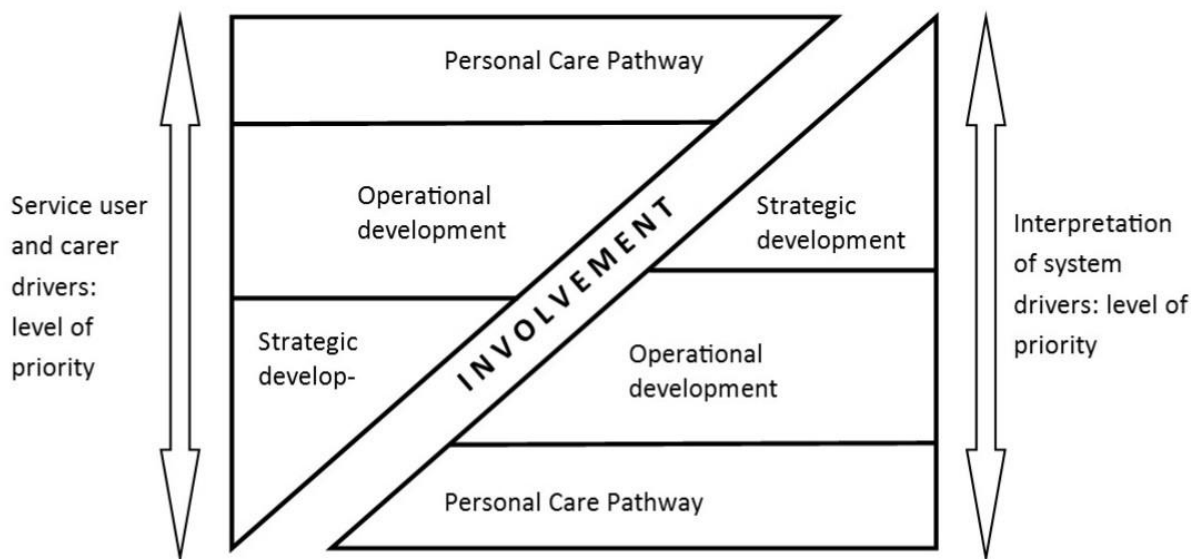 Personal Care Pathway
Service user
and carer
drivers:
level of
priority
Operational
development
Strategic
develop-
INVOLVEMENT
Strategic
development
Operational
development
Personal Care Pathway
Interpretation
of system
drivers: level of
priority